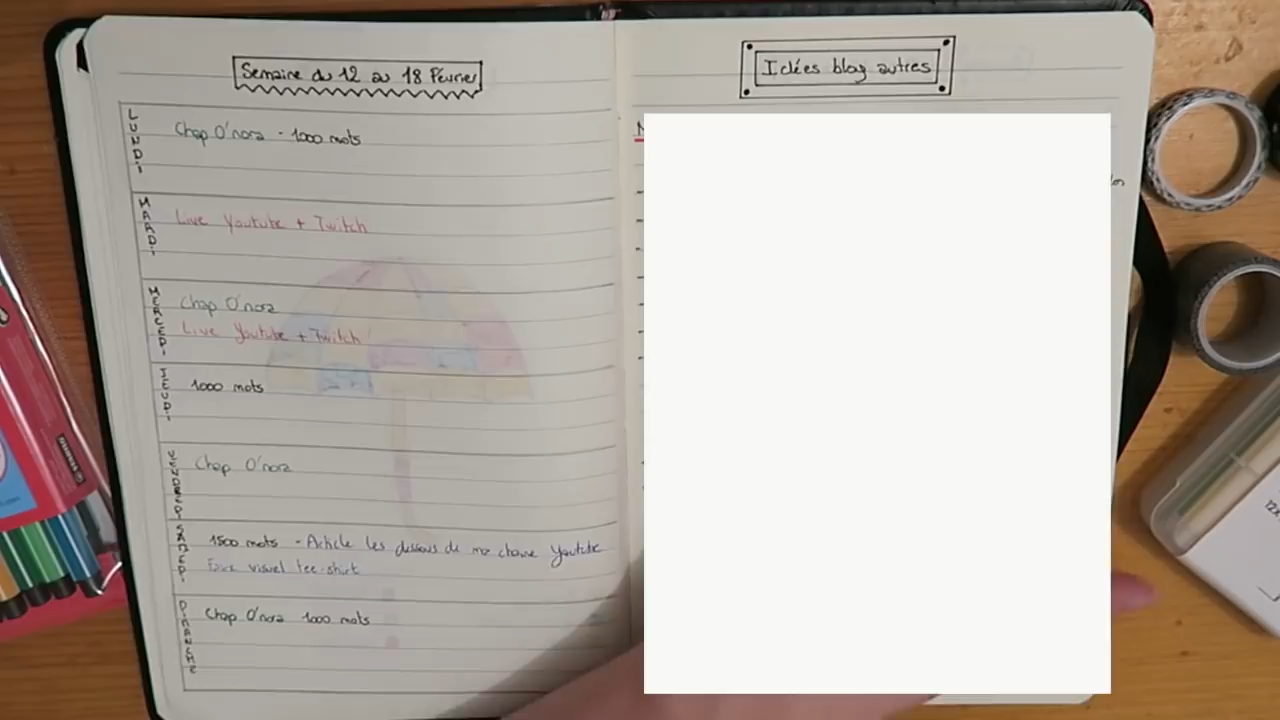 Semaine du 12 au 18 Février
LUNDI
Chap O'nora - 1000 mots
MARDI
Live Youtube + Twitch
MERCREDI
Chap O'nora
Live Youtube + Twitch
JEUDI
1000 mots
VENDREDI
Chap O'nora
SAMEDI
1500 mots - Article les dessous de ma chaine Youtube
Faire visuel tee-shirt
DIMANCHE
Chap O'nora 1000 mots
Idées blog autres
STABILO